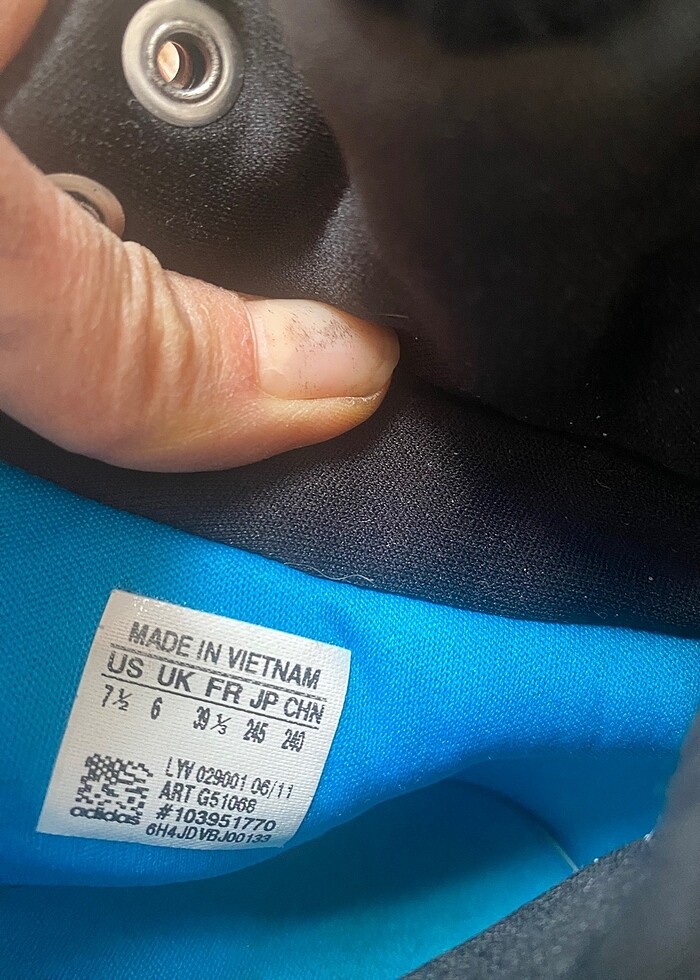 MADE IN VIETNAM
US UK FR JP CHN
7½ 6 39⅓ 245 240
LYV 029001 06/11
ART G51066
adidas #103951770
6H4JDVBJ00133